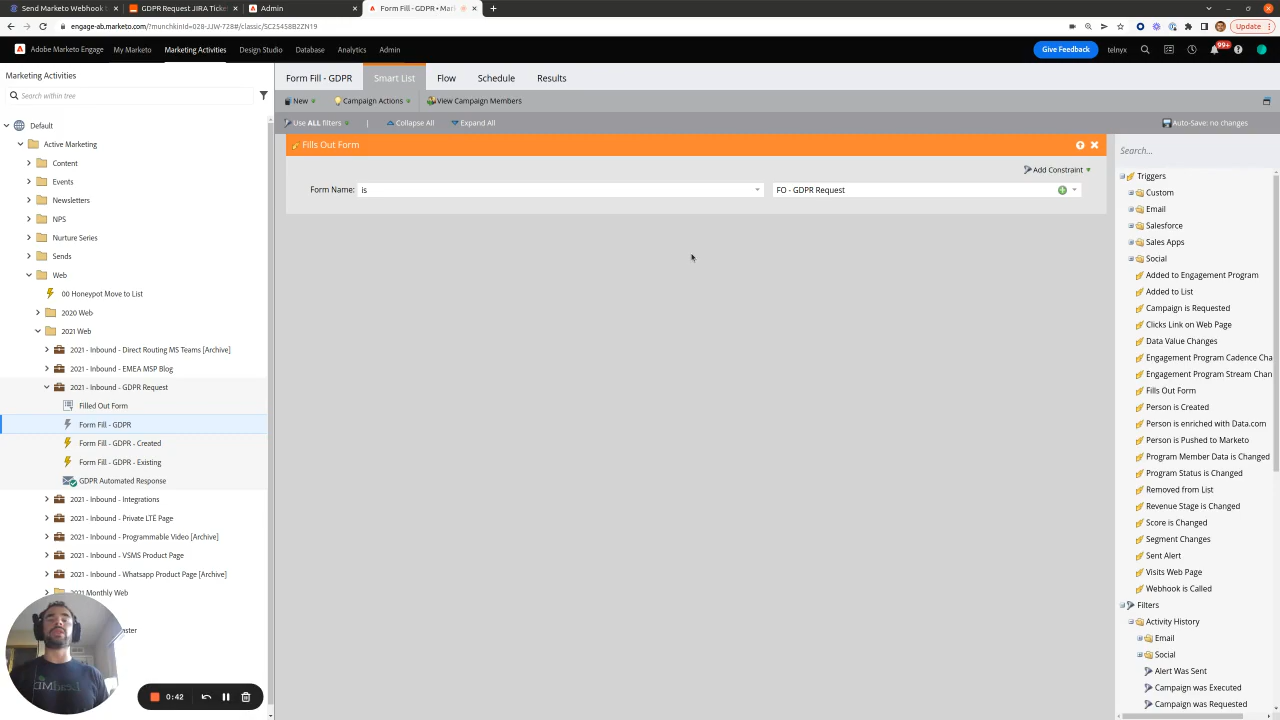 Send Marketo Webhook t
GDPR Request JIRA Ticke
Admin
Form Fill - GDPR • Mark
engage-ab.marketo.com/?munchkinId=028-JJW-728#/classic/SC25458B2ZN19
Update
Adobe Marketo Engage
My Marketo
Marketing Activities
Design Studio
Database
Analytics
Admin
Give Feedback
telnyx
99+
Marketing Activities
Search within tree
Default
Active Marketing
Content
Events
Newsletters
NPS
Nurture Series
Sends
Web
00 Honeypot Move to List
2020 Web
2021 Web
2021 - Inbound - Direct Routing MS Teams [Archive]
2021 - Inbound - EMEA MSP Blog
2021 - Inbound - GDPR Request
Filled Out Form
Form Fill - GDPR
Form Fill - GDPR - Created
Form Fill - GDPR - Existing
GDPR Automated Response
2021 - Inbound - Integrations
2021 - Inbound - Private LTE Page
2021 - Inbound - Programmable Video [Archive]
2021 - Inbound - VSMS Product Page
2021 - Inbound - Whatsapp Product Page [Archive]
2021 Monthly Web
0:42
Form Fill - GDPR
Smart List
Flow
Schedule
Results
New
Campaign Actions
View Campaign Members
Use ALL filters
Collapse All
Expand All
Auto-Save: no changes
Fills Out Form
Add Constraint
Form Name: is
FO - GDPR Request
Search...
Triggers
Custom
Email
Salesforce
Sales Apps
Social
Added to Engagement Program
Added to List
Campaign is Requested
Clicks Link on Web Page
Data Value Changes
Engagement Program Cadence Cha
Engagement Program Stream Chan
Fills Out Form
Person is Created
Person is enriched with Data.com
Person is Pushed to Marketo
Program Member Data is Changed
Program Status is Changed
Removed from List
Revenue Stage is Changed
Score is Changed
Segment Changes
Sent Alert
Visits Web Page
Webhook is Called
Filters
Activity History
Email
Social
Alert Was Sent
Campaign was Executed
Campaign was Requested